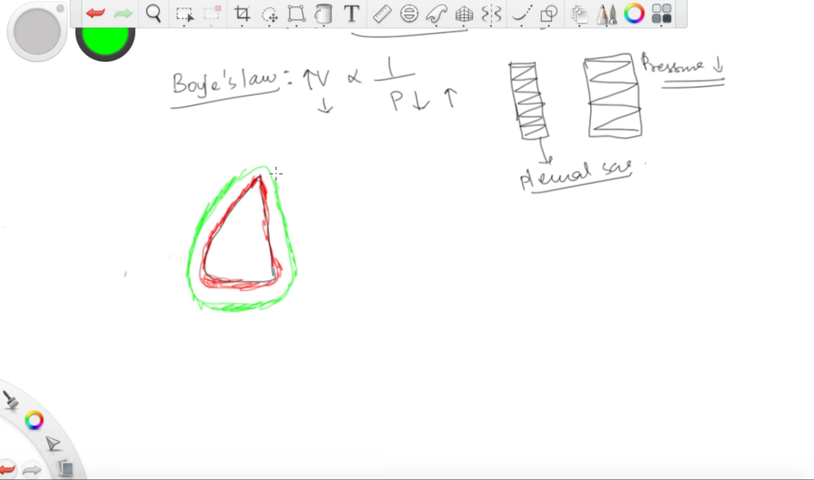 Boyle's law : ↑V ∝ 1
↓ P ↓ ↑
Pressure ↓
pleural sac
T